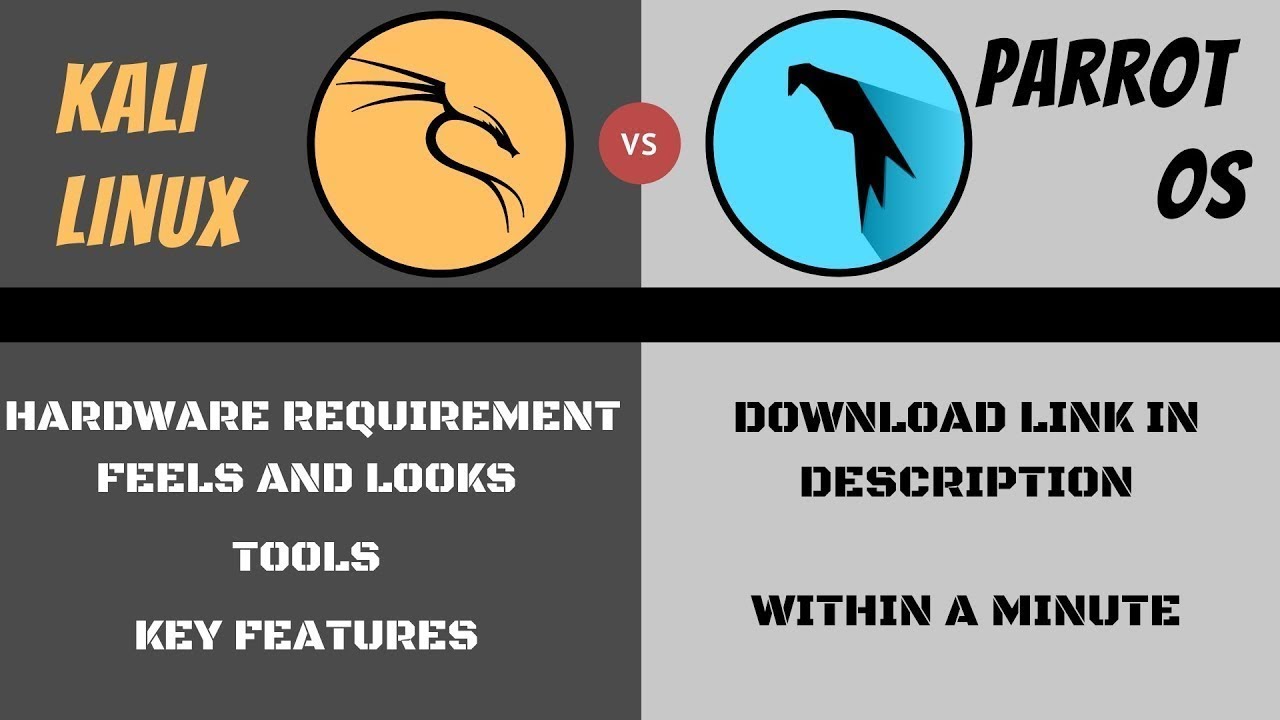 KALI
LINUX
VS
PARROT
OS
HARDWARE REQUIREMENT
FEELS AND LOOKS
TOOLS
KEY FEATURES
DOWNLOAD LINK IN
DESCRIPTION
WITHIN A MINUTE